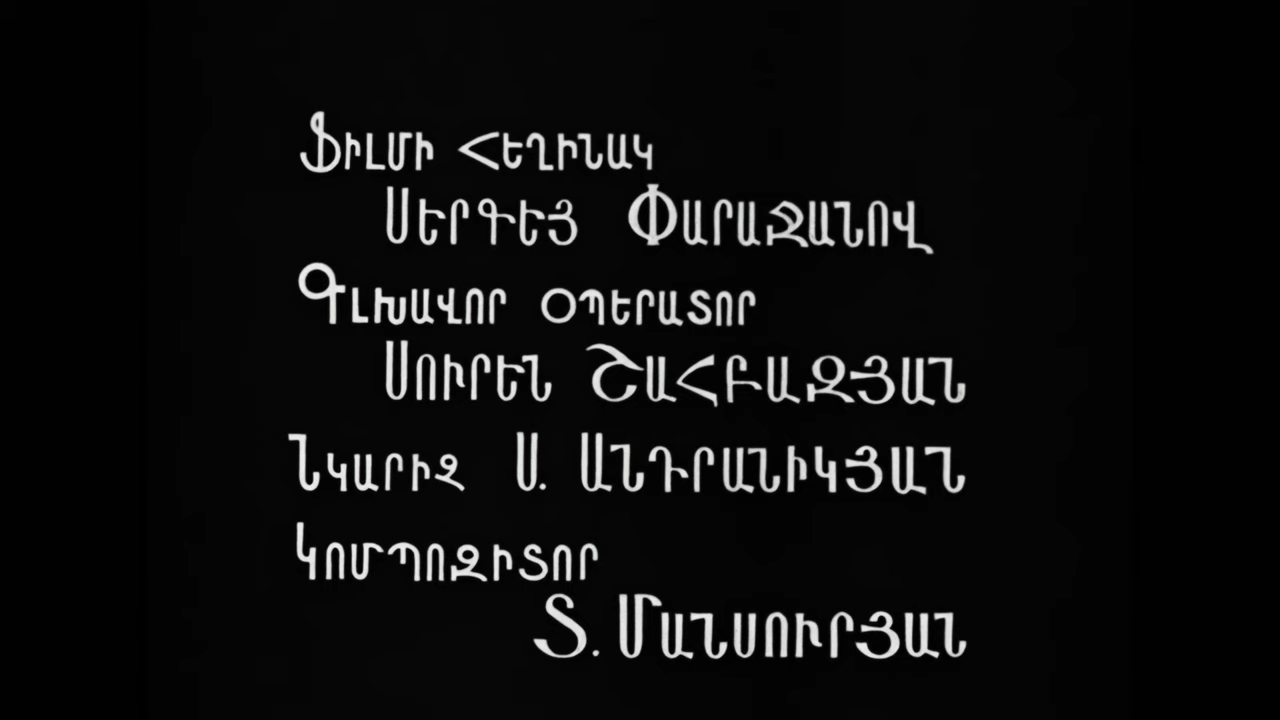 Ֆիլմի Հեղինակ
Սերգեյ Փարաջանով
Գլխավոր օպերատոր
Սուրեն Շահբազյան
Նկարիչ Ս. Անդրանիկյան
Կոմպոզիտոր
Տ. Մանսուրյան